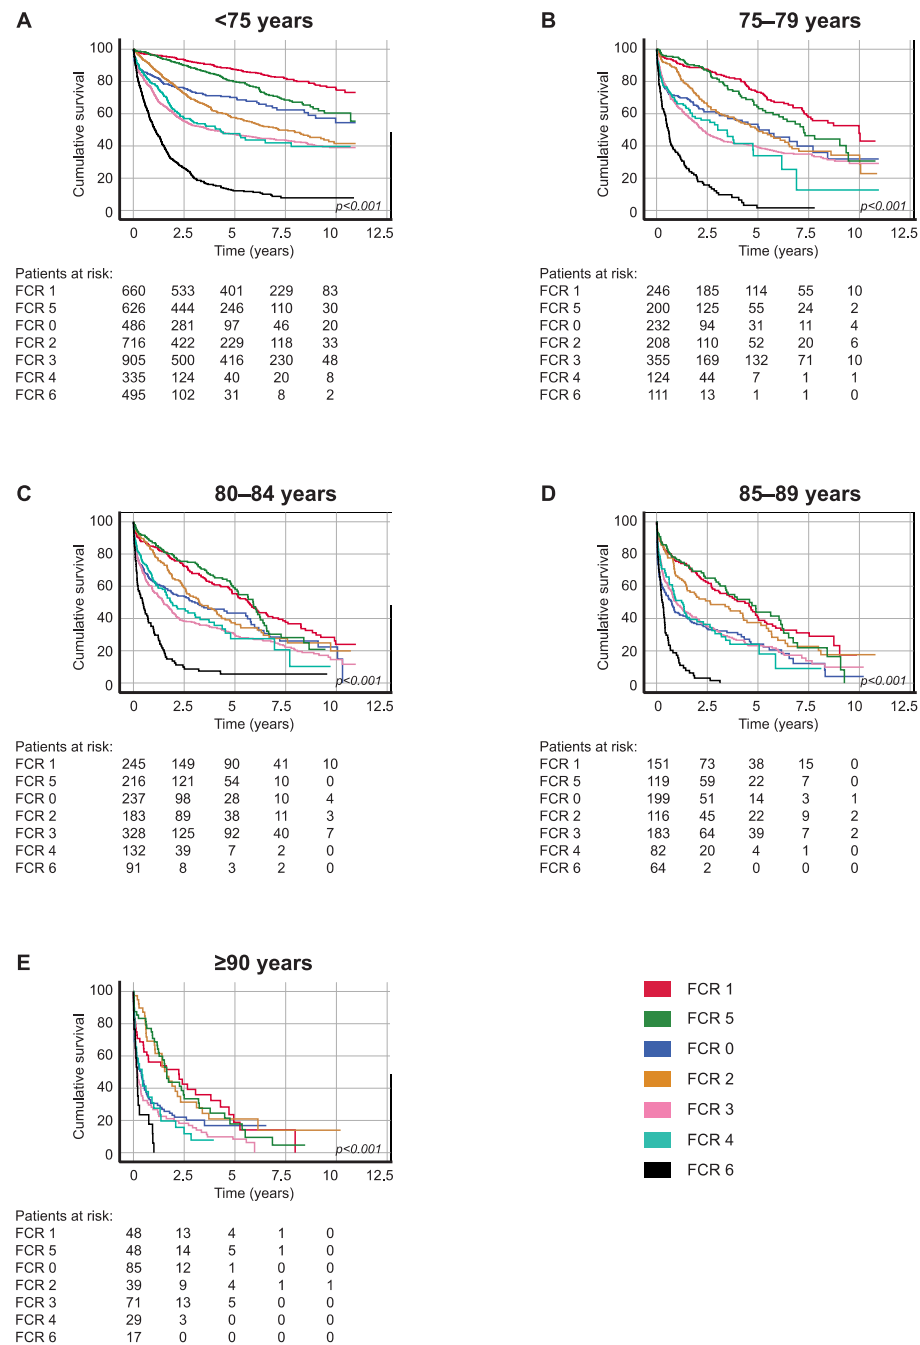 A
<75 years
100
80
60
40
20
0
Cumulative survival
p<0.001
0 2.5 5 7.5 10 12.5
Time (years)
Patients at risk:
FCR 1 660 533 401 229 83
FCR 5 626 444 246 110 30
FCR 0 486 281 97 46 20
FCR 2 716 422 229 118 33
FCR 3 905 500 416 230 48
FCR 4 335 124 40 20 8
FCR 6 495 102 31 8 2
B
75–79 years
100
80
60
40
20
0
Cumulative survival
p<0.001
0 2.5 5 7.5 10 12.5
Time (years)
Patients at risk:
FCR 1 246 185 114 55 10
FCR 5 200 125 55 24 2
FCR 0 232 94 31 11 4
FCR 2 208 110 52 20 6
FCR 3 355 169 132 71 10
FCR 4 124 44 7 1 1
FCR 6 111 13 1 1 0
C
80–84 years
100
80
60
40
20
0
Cumulative survival
p<0.001
0 2.5 5 7.5 10 12.5
Time (years)
Patients at risk:
FCR 1 245 149 90 41 10
FCR 5 216 121 54 10 0
FCR 0 237 98 28 10 4
FCR 2 183 89 38 11 3
FCR 3 328 125 92 40 7
FCR 4 132 39 7 2 0
FCR 6 91 8 3 2 0
D
85–89 years
100
80
60
40
20
0
Cumulative survival
p<0.001
0 2.5 5 7.5 10 12.5
Time (years)
Patients at risk:
FCR 1 151 73 38 15 0
FCR 5 119 59 22 7 0
FCR 0 199 51 14 3 1
FCR 2 116 45 22 9 2
FCR 3 183 64 39 7 2
FCR 4 82 20 4 1 0
FCR 6 64 2 0 0 0
E
≥90 years
100
80
60
40
20
0
Cumulative survival
p<0.001
0 2.5 5 7.5 10 12.5
Time (years)
Patients at risk:
FCR 1 48 13 4 1 0
FCR 5 48 14 5 1 0
FCR 0 85 12 1 0 0
FCR 2 39 9 4 1 1
FCR 3 71 13 5 0 0
FCR 4 29 3 0 0 0
FCR 6 17 0 0 0 0
FCR 1
FCR 5
FCR 0
FCR 2
FCR 3
FCR 4
FCR 6